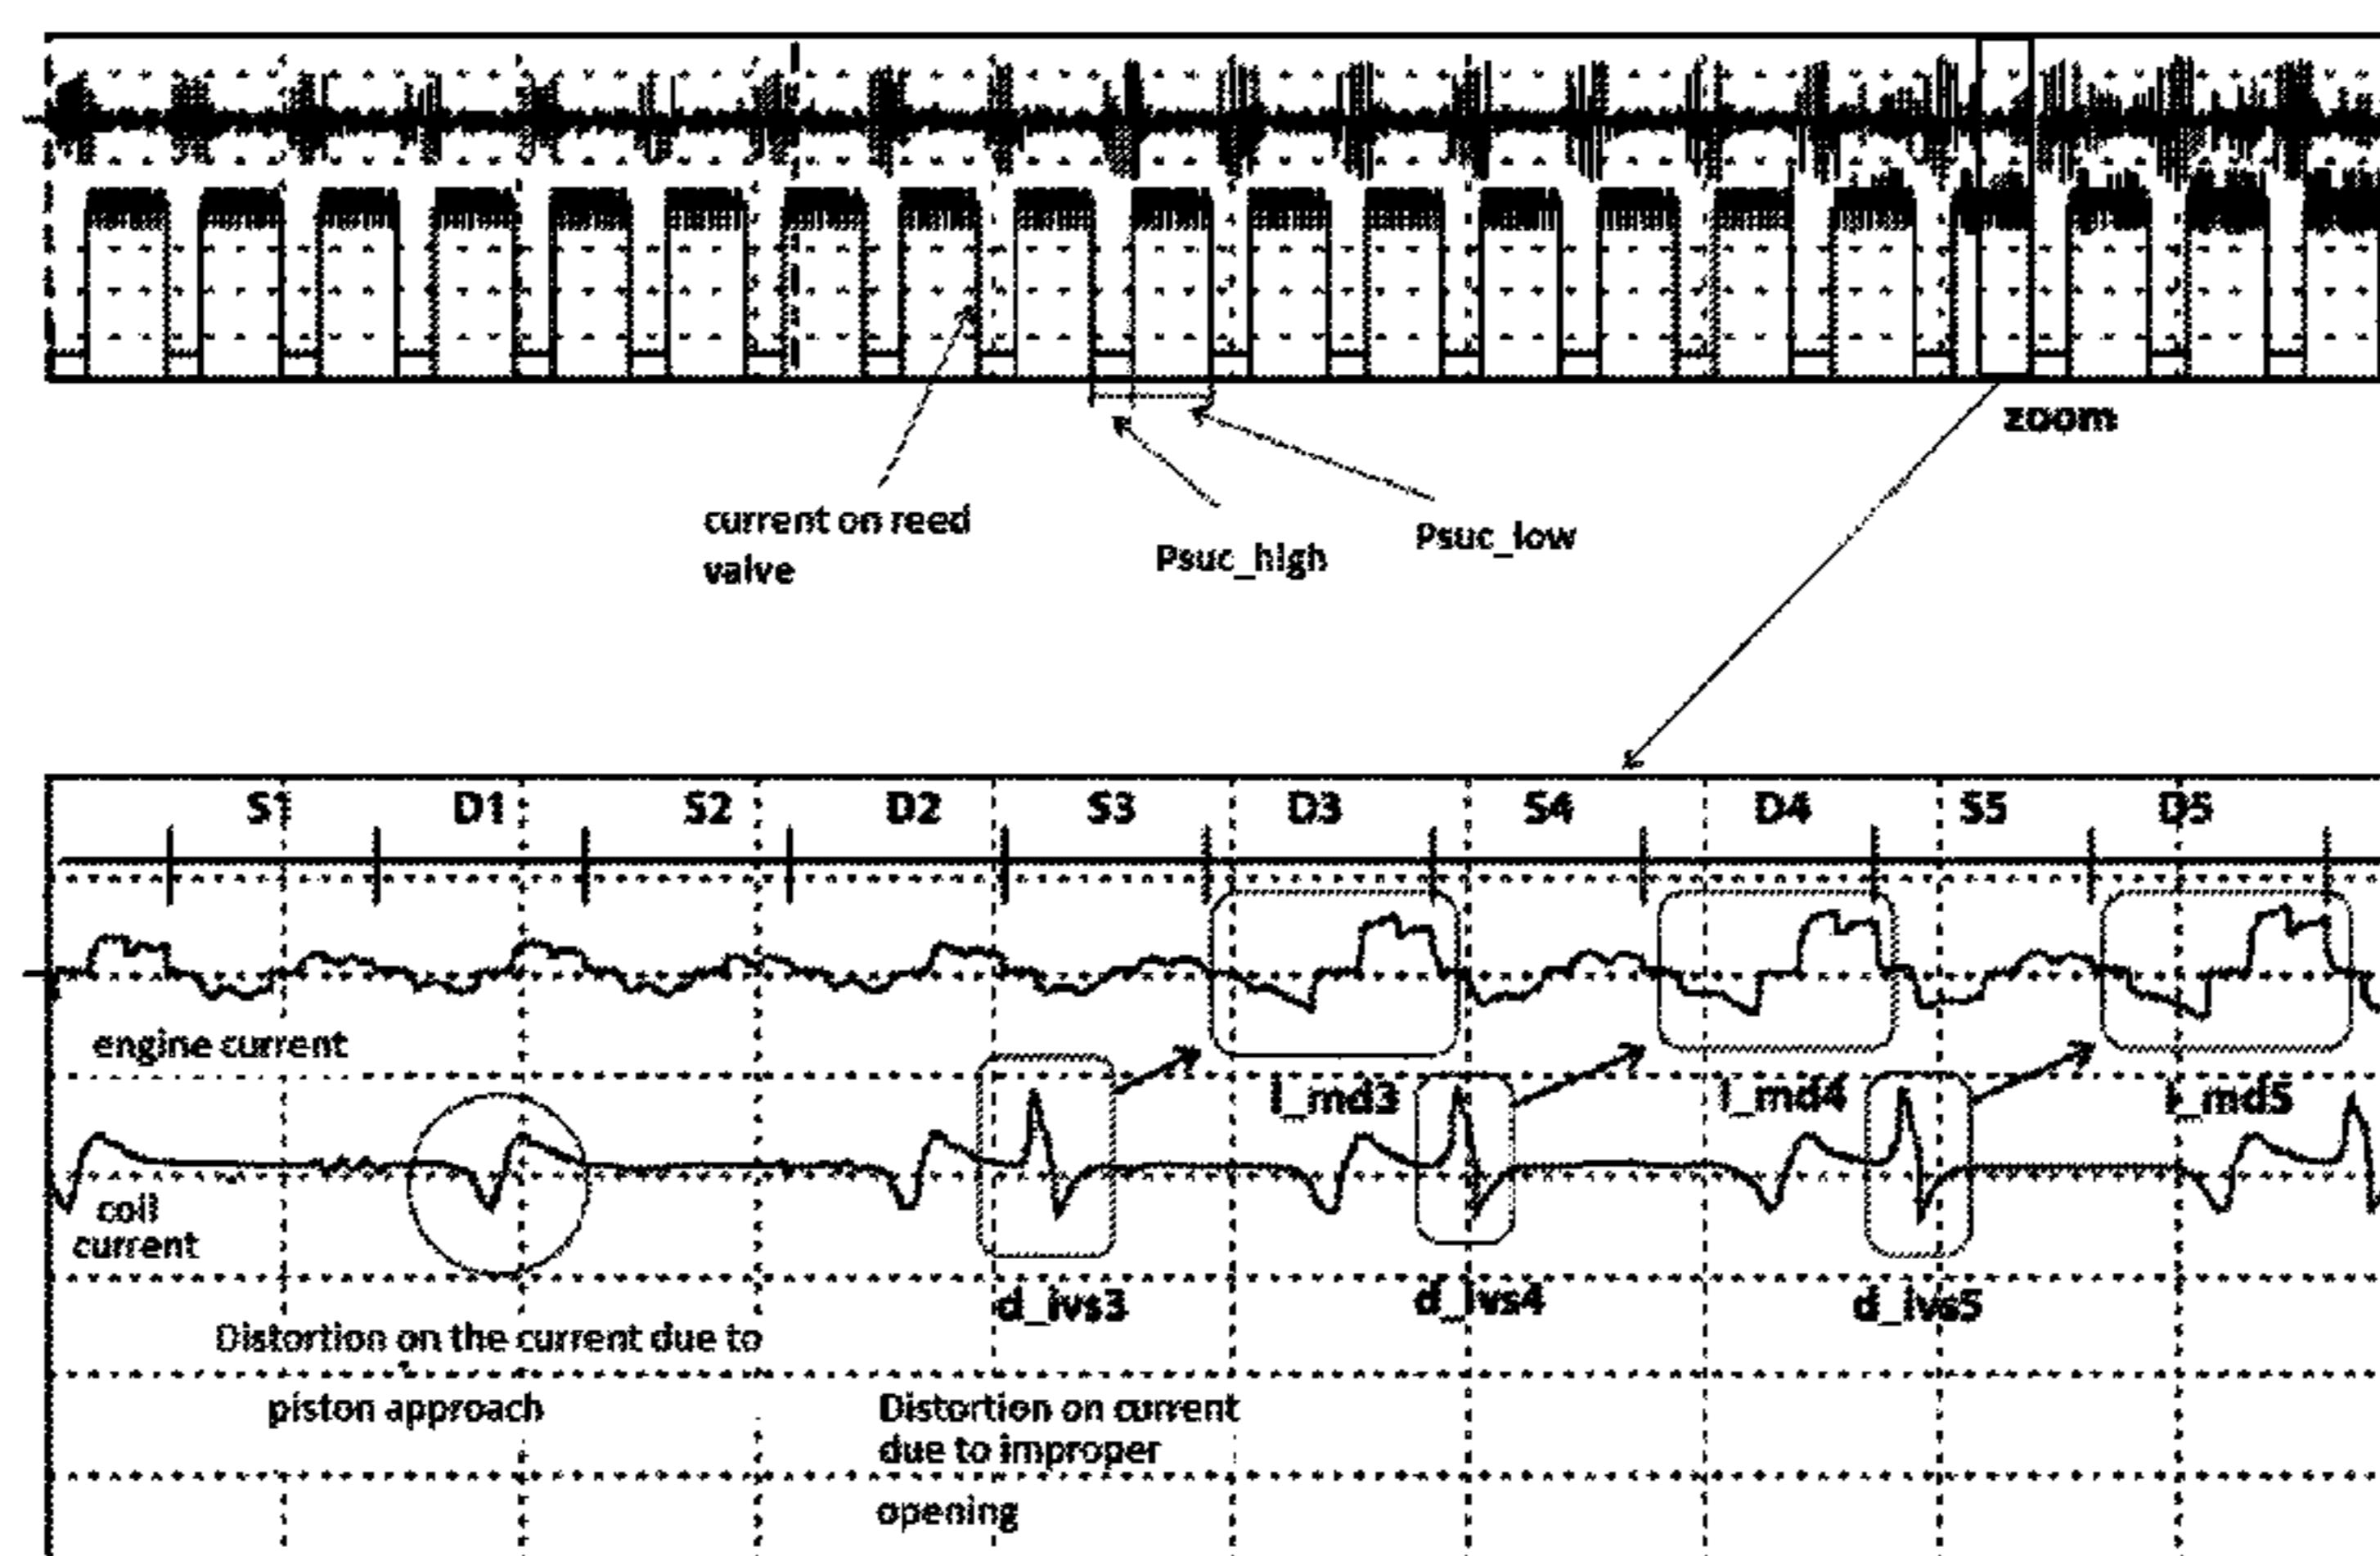 zoom
current on reed
valve
Psuc_high
Psuc_low
S1 D1 S2 D2 S3 D3 S4 D4 S5 D5
engine current
I_md3
I_md4
I_md5
coil
current
d_ivs3
d_ivs4
d_ivs5
Distortion on the current due to
piston approach
Distortion on current
due to improper
opening